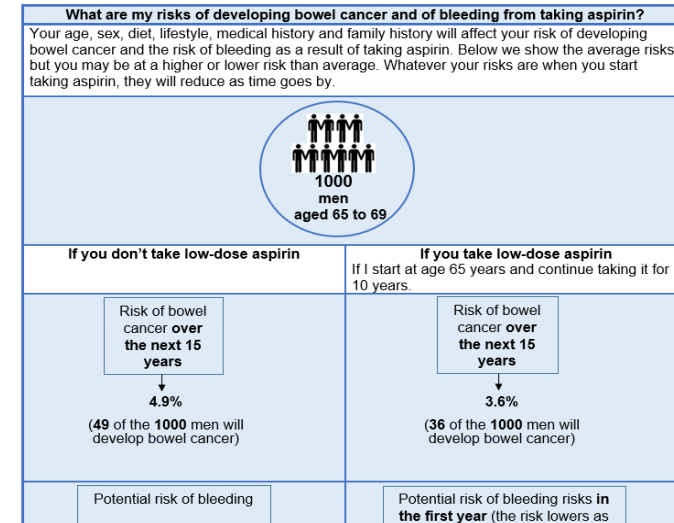 What are my risks of developing bowel cancer and of bleeding from taking aspirin?
Your age, sex, diet, lifestyle, medical history and family history will affect your risk of developing
bowel cancer and the risk of bleeding as a result of taking aspirin. Below we show the average risks
but you may be at a higher or lower risk than average. Whatever your risks are when you start
taking aspirin, they will reduce as time goes by.
1000
men
aged 65 to 69
If you don't take low-dose aspirin
If you take low-dose aspirin
If I start at age 65 years and continue taking it for
10 years.
Risk of bowel
cancer over
the next 15
years
4.9%
(49 of the 1000 men will
develop bowel cancer)
Risk of bowel
cancer over
the next 15
years
3.6%
(36 of the 1000 men will
develop bowel cancer)
Potential risk of bleeding
Potential risk of bleeding risks in
the first year (the risk lowers as